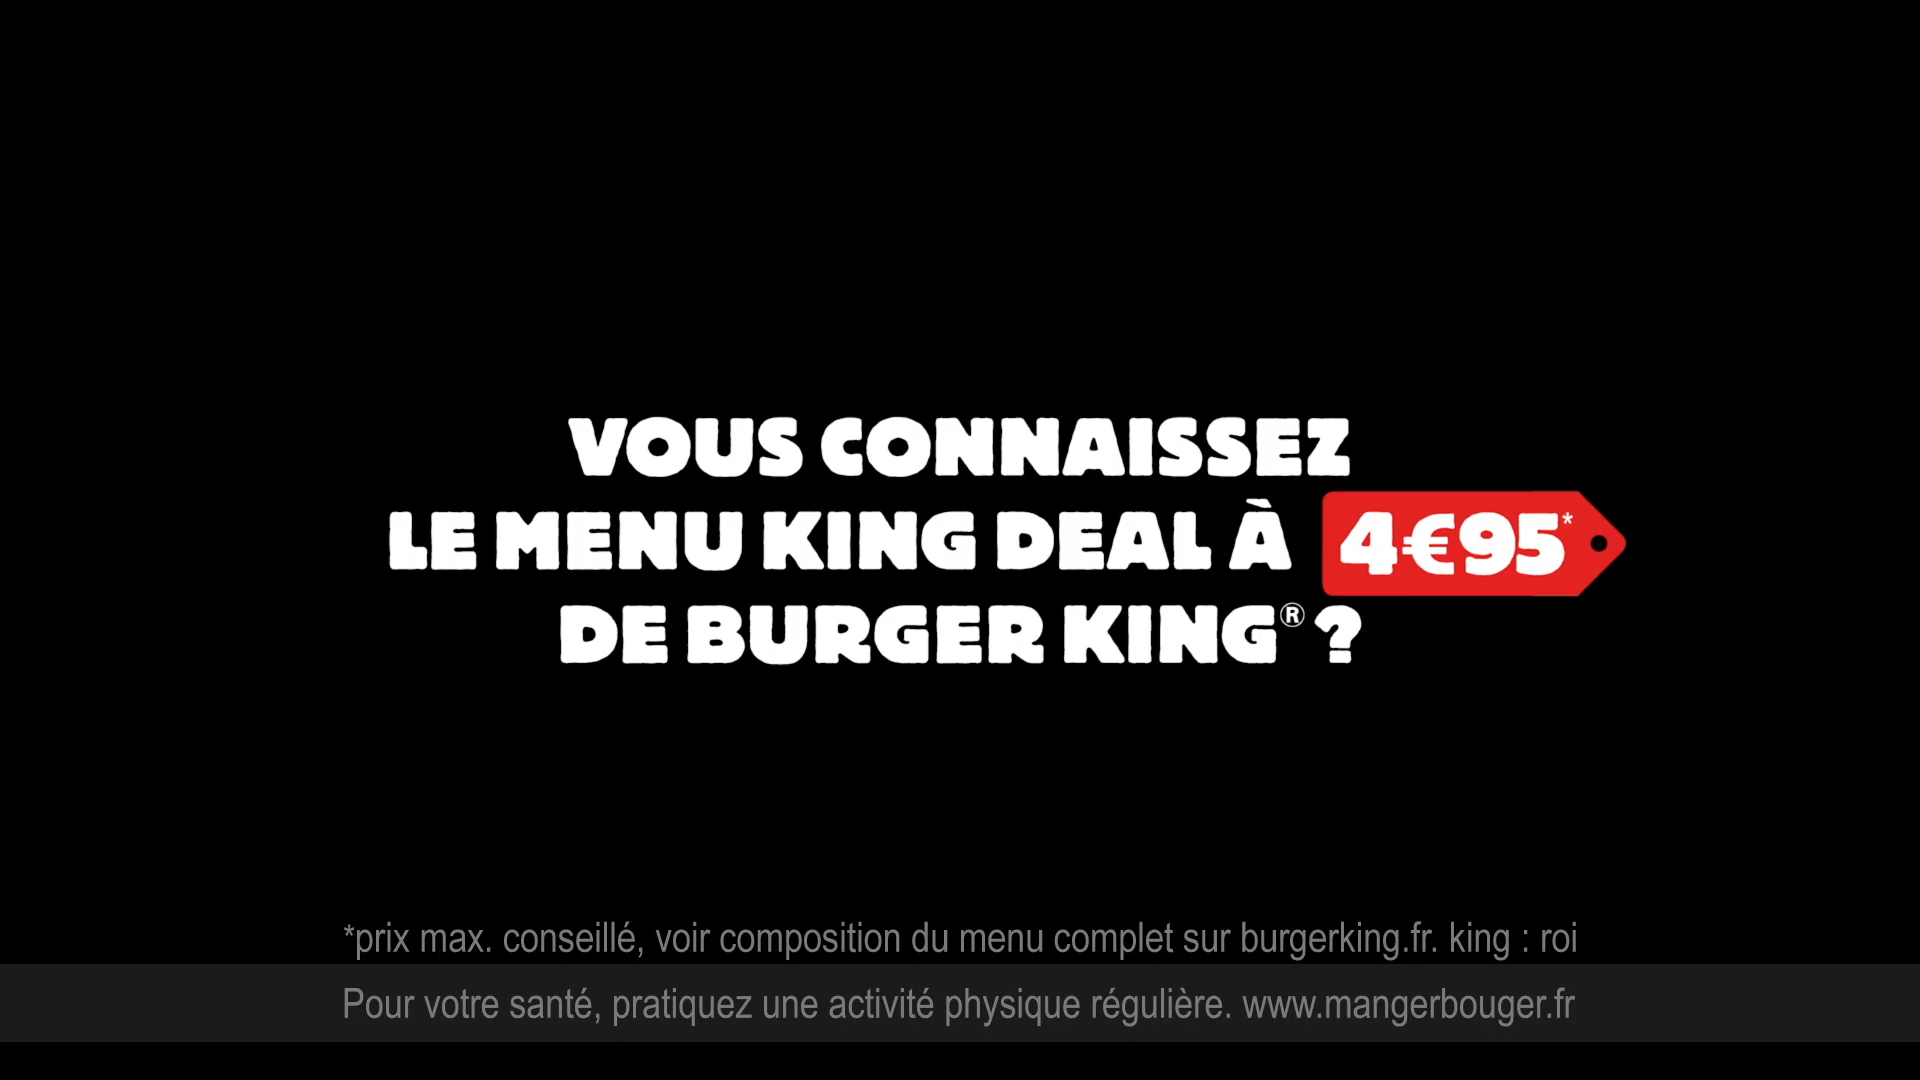 VOUS CONNAISSEZ
LE MENU KING DEAL À 4€95*
DE BURGER KING® ?
*prix max. conseillé, voir composition du menu complet sur burgerking.fr. king : roi
Pour votre santé, pratiquez une activité physique régulière. www.mangerbouger.fr